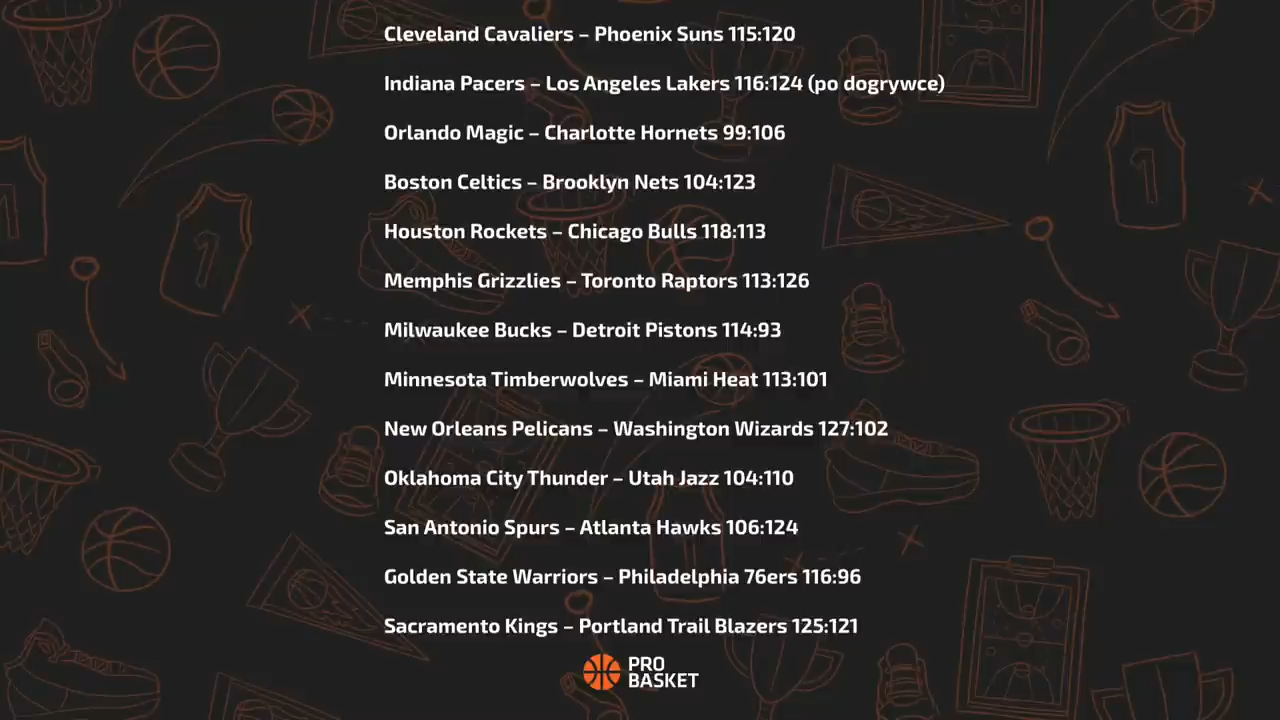 Cleveland Cavaliers – Phoenix Suns 115:120
Indiana Pacers – Los Angeles Lakers 116:124 (po dogrywce)
Orlando Magic – Charlotte Hornets 99:106
Boston Celtics – Brooklyn Nets 104:123
Houston Rockets – Chicago Bulls 118:113
Memphis Grizzlies – Toronto Raptors 113:126
Milwaukee Bucks – Detroit Pistons 114:93
Minnesota Timberwolves – Miami Heat 113:101
New Orleans Pelicans – Washington Wizards 127:102
Oklahoma City Thunder – Utah Jazz 104:110
San Antonio Spurs – Atlanta Hawks 106:124
Golden State Warriors – Philadelphia 76ers 116:96
Sacramento Kings – Portland Trail Blazers 125:121
PRO
BASKET
1
1
1